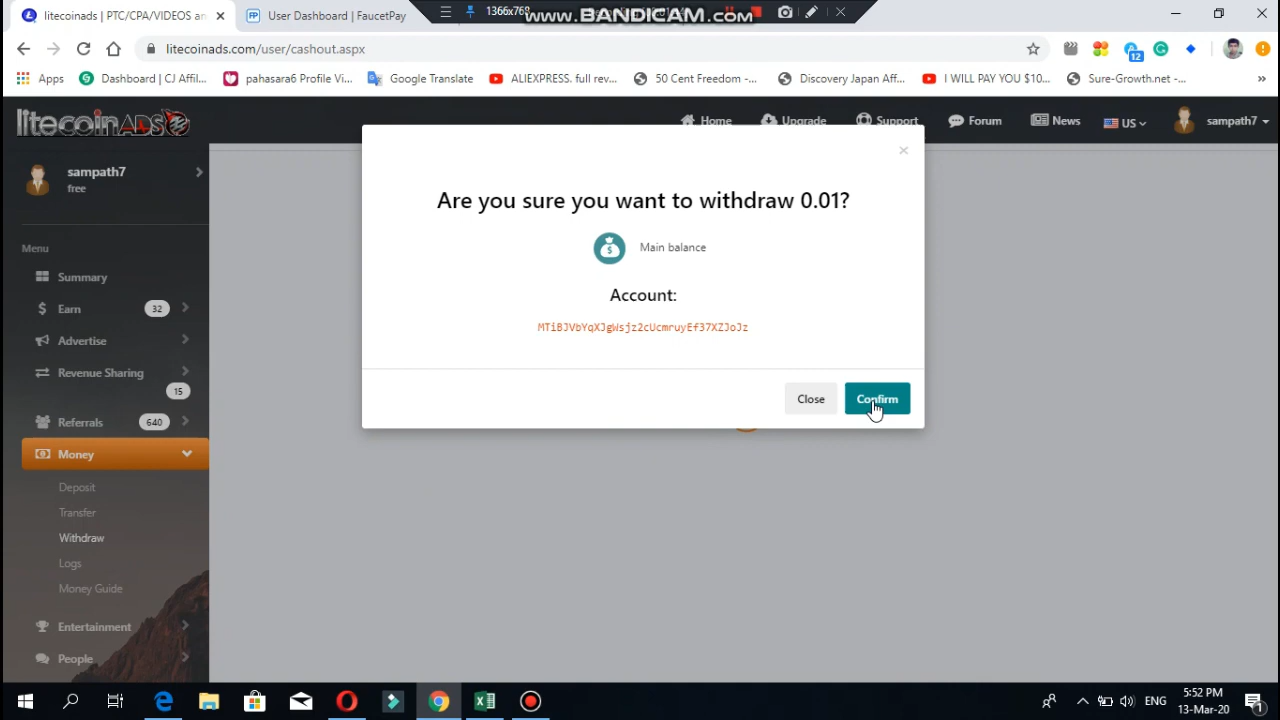 litecoinads | PTC/CPA/VIDEOS an
User Dashboard | FaucetPay
1366x768
www.BANDICAM.com
litecoinads.com/user/cashout.aspx
12
Apps
Dashboard | CJ Affil...
pahasara6 Profile Vi...
Google Translate
ALIEXPRESS. full rev...
50 Cent Freedom -...
Discovery Japan Aff...
I WILL PAY YOU $10...
Sure-Growth.net -...
»
litecoinADS
Home
Upgrade
Support
Forum
News
US
sampath7
sampath7
free
Menu
Summary
Earn 32
Advertise
Revenue Sharing
15
Referrals 640
Money
Deposit
Transfer
Withdraw
Logs
Money Guide
Entertainment
People
×
Are you sure you want to withdraw 0.01?
Main balance
Account:
MTiBJVbYqXJgWsjz2cUcmruyEf37XZJoJz
Close
Confirm
ENG
5:52 PM
13-Mar-20
1